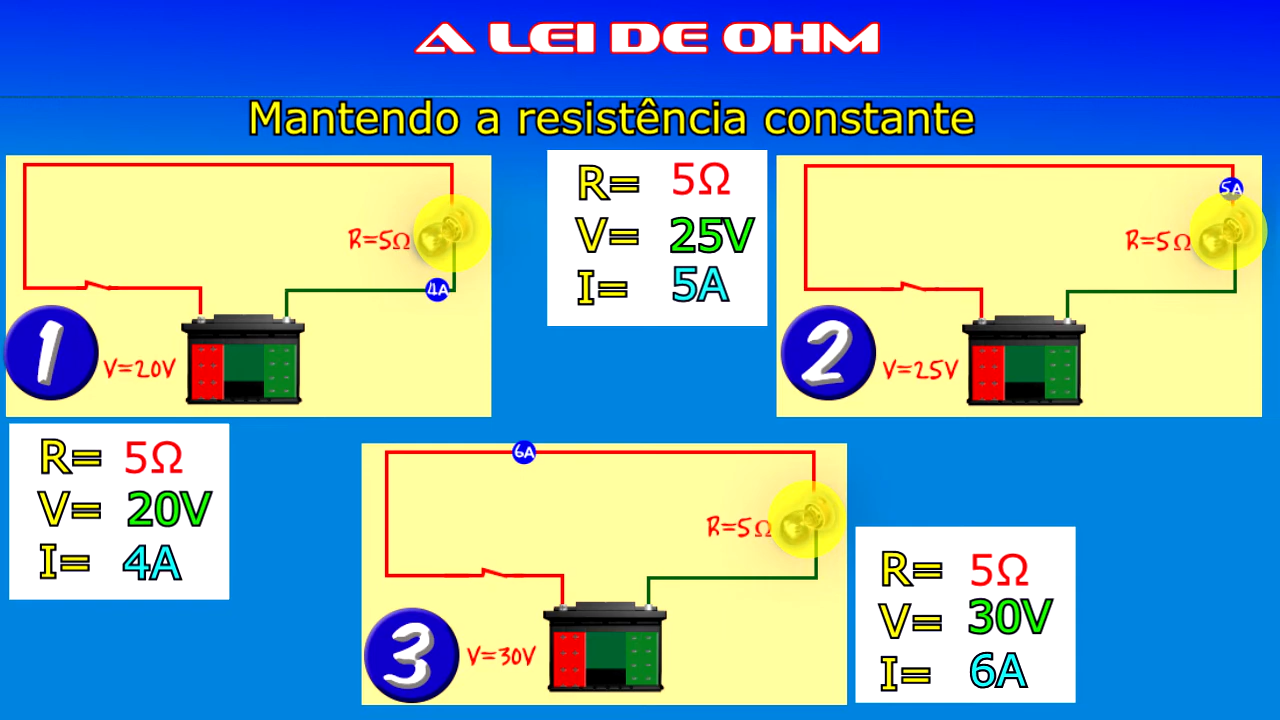 A LEI DE OHM
Mantendo a resistência constante
R=5Ω
4A
1
V=20V
R= 5Ω
V= 20V
I= 4A
R= 5Ω
V= 25V
I= 5A
5A
R=5Ω
2
V=25V
6A
R=5Ω
3
V=30V
R= 5Ω
V= 30V
I= 6A